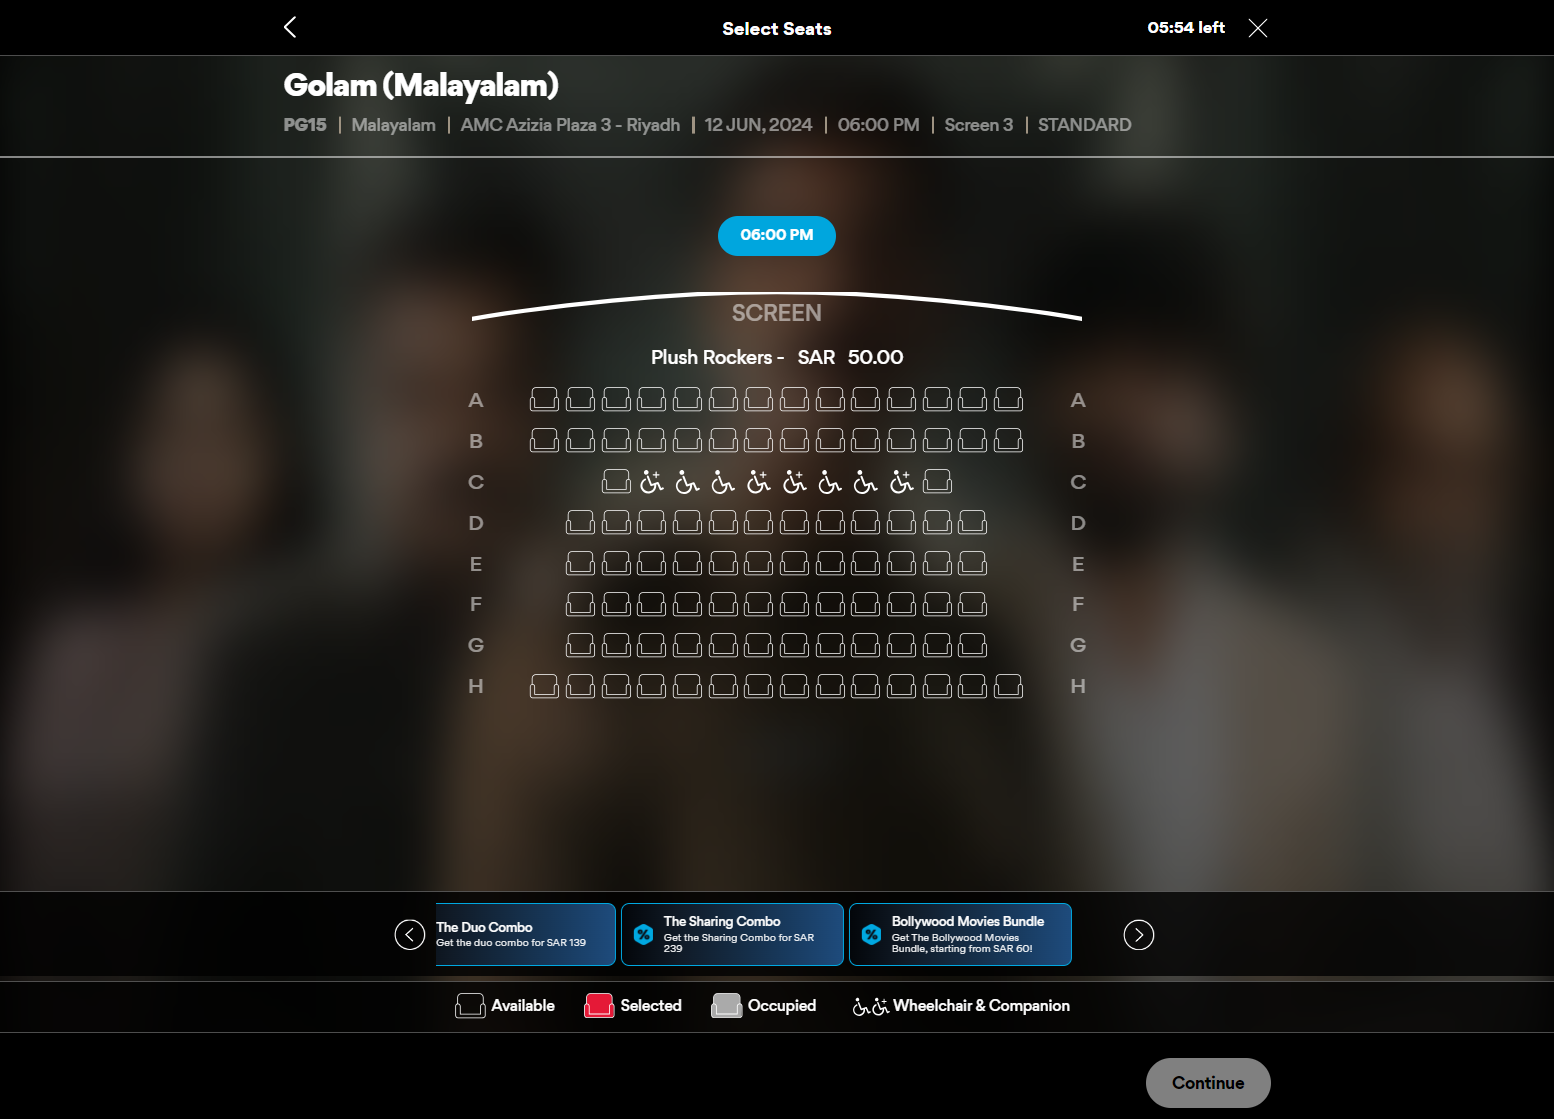 Select Seats
05:54 left
Golam (Malayalam)
PG15 | Malayalam | AMC Azizia Plaza 3 - Riyadh | 12 JUN, 2024 | 06:00 PM | Screen 3 | STANDARD
06:00 PM
SCREEN
Plush Rockers - SAR 50.00
A A
B B
C C
D D
E E
F F
G G
H H
The Duo Combo
Get the duo combo for SAR 139
The Sharing Combo
Get the Sharing Combo for SAR
239
Bollywood Movies Bundle
Get The Bollywood Movies
Bundle, starting from SAR 60!
Available
Selected
Occupied
Wheelchair & Companion
Continue